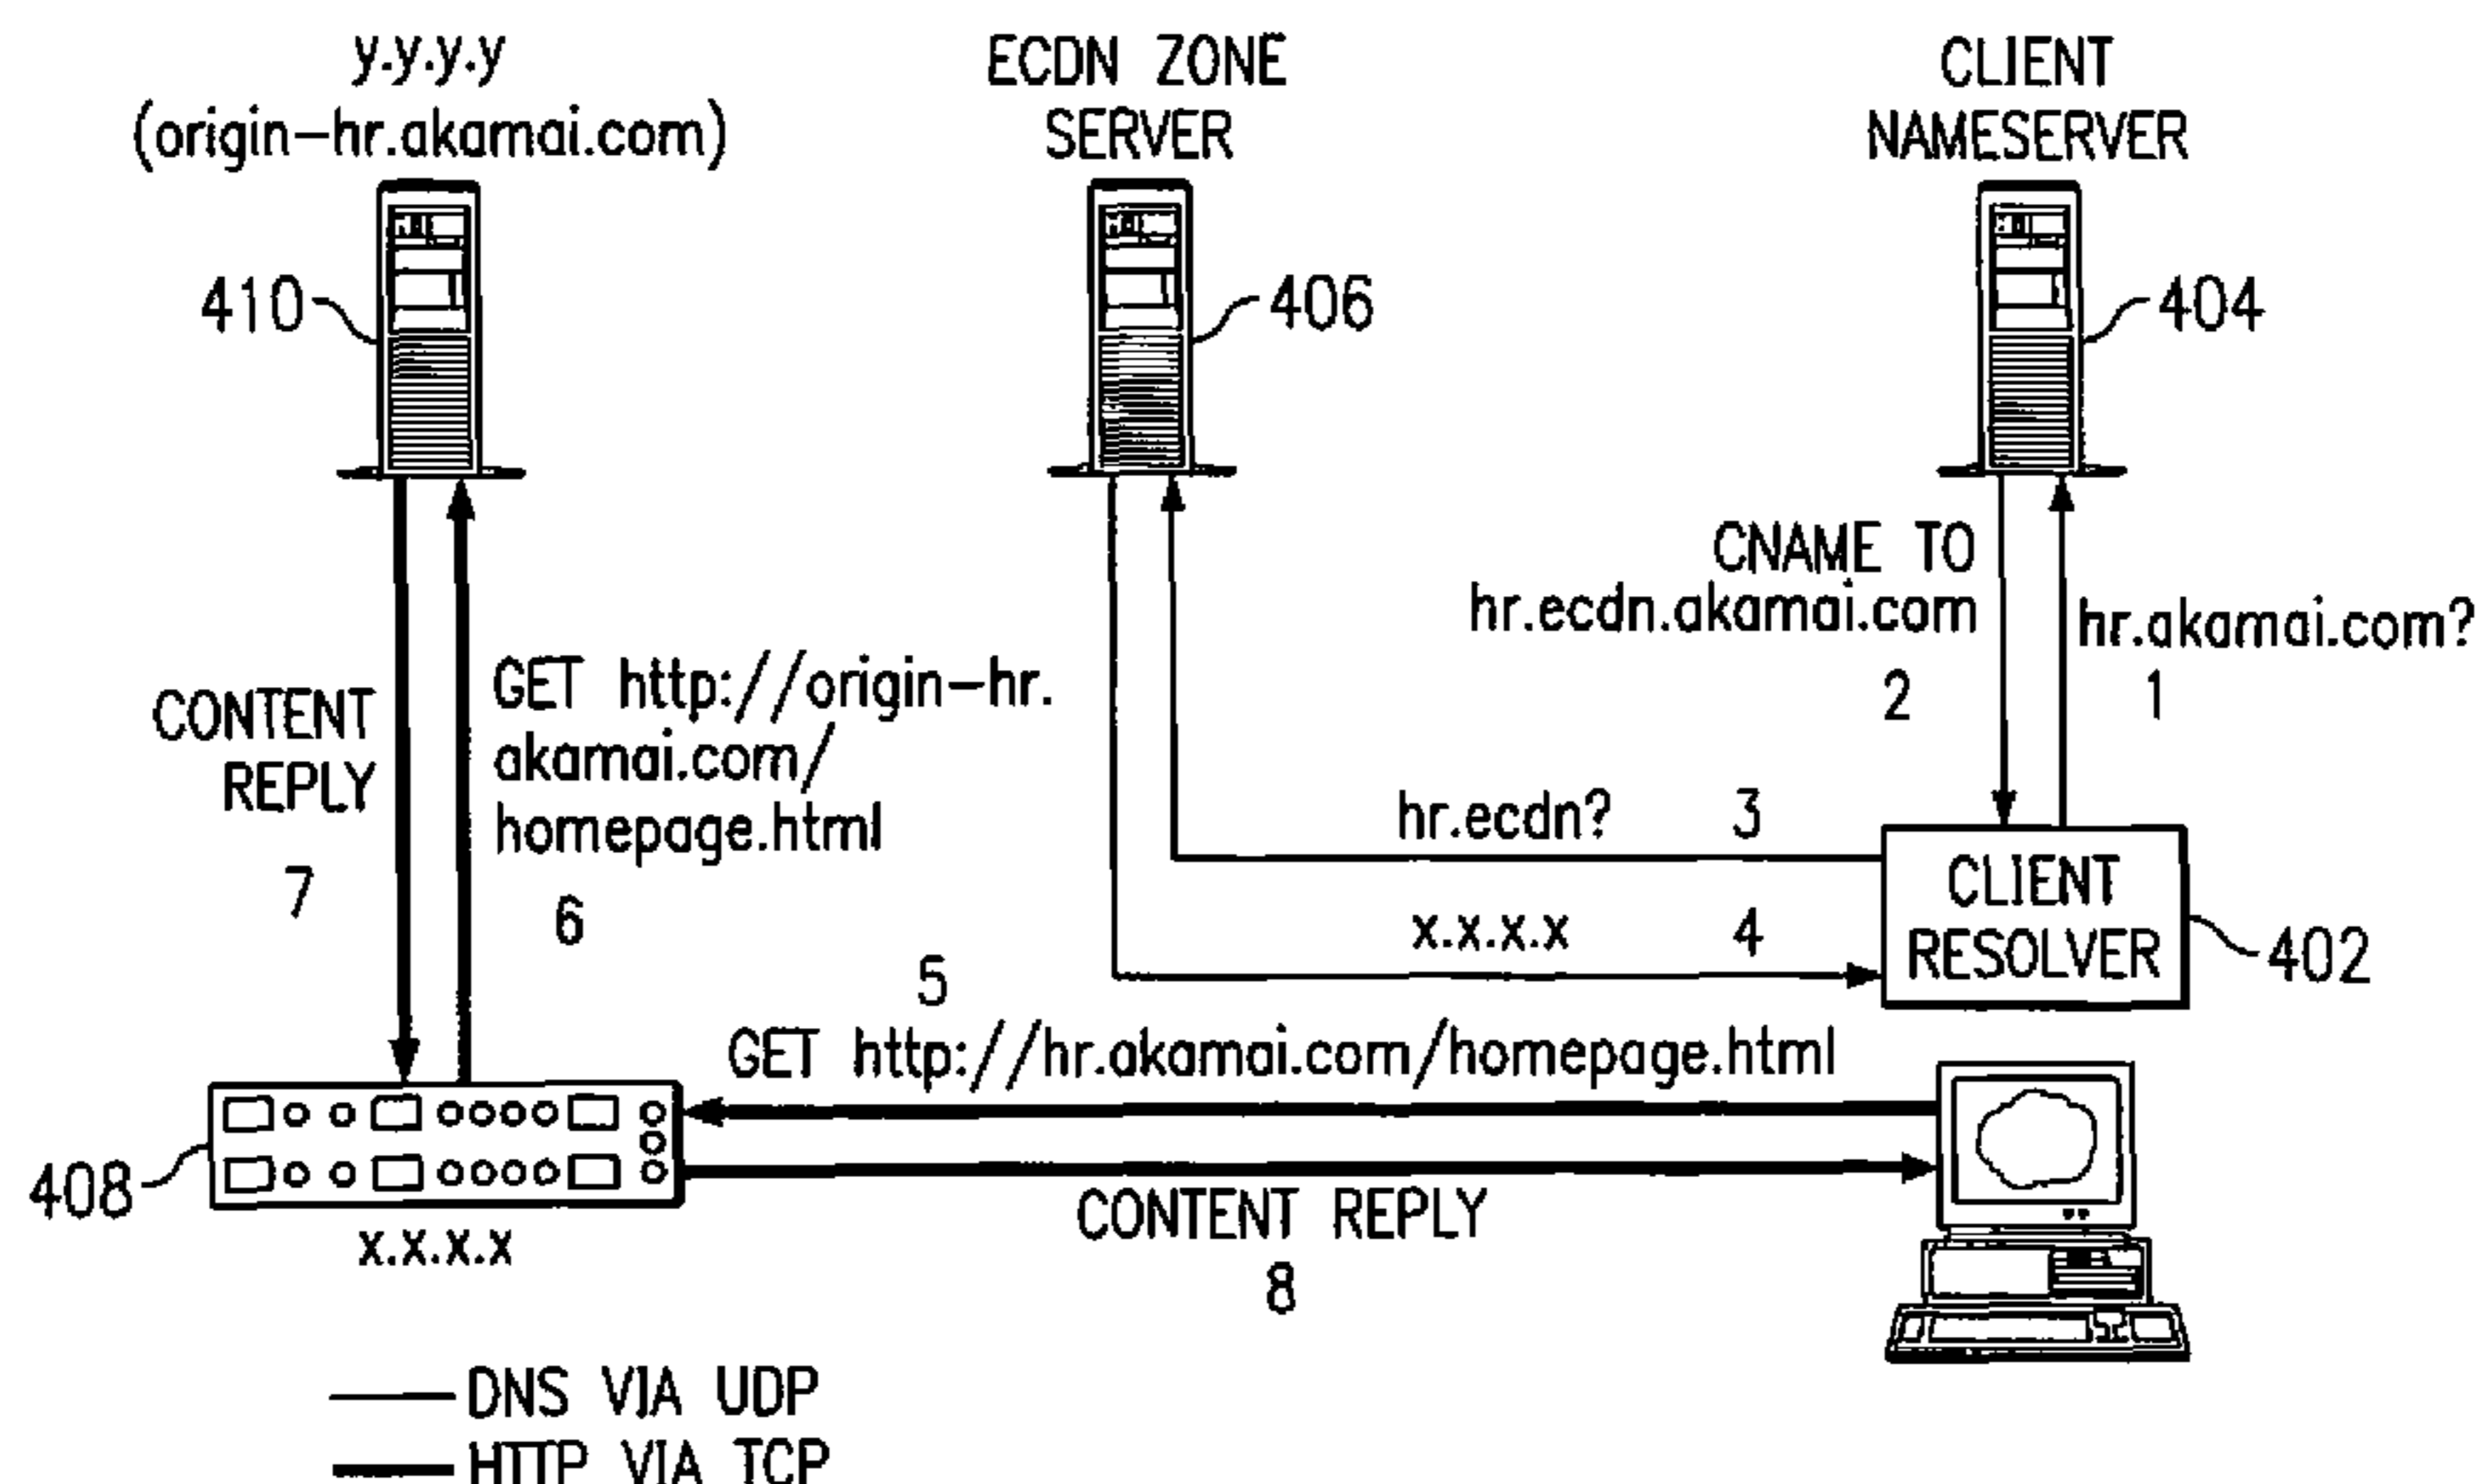 y.y.y.y
(origin-hr.akamai.com)
ECDN ZONE
SERVER
CLIENT
NAMESERVER
410
406
404
CNAME TO
hr.ecdn.akamai.com
2
hr.akamai.com?
1
CONTENT
REPLY
7
GET http://origin-hr.
akamai.com/
homepage.html
6
hr.ecdn? 3
x.x.x.x 4
CLIENT
RESOLVER
402
5
GET http://hr.akamai.com/homepage.html
408
x.x.x.x
CONTENT REPLY
8
DNS VIA UDP
HTTP VIA TCP